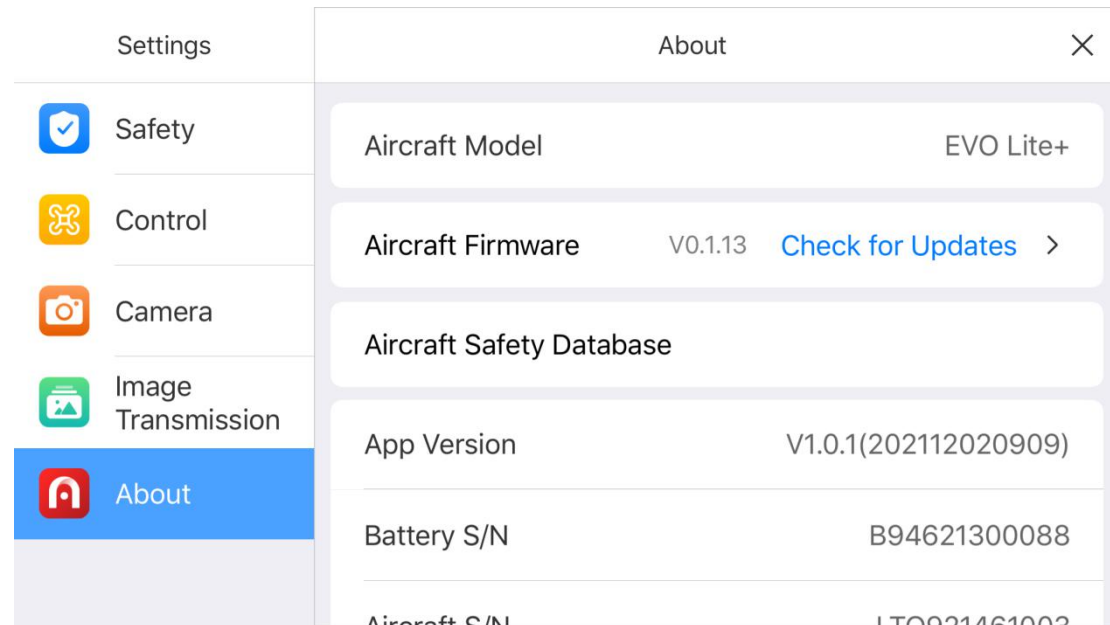 Settings
About
Safety
Control
Camera
Image
Transmission
About
Aircraft Model EVO Lite+
Aircraft Firmware V0.1.13 Check for Updates
Aircraft Safety Database
App Version V1.0.1(202112020909)
Battery S/N B94621300088
Aircraft S/N